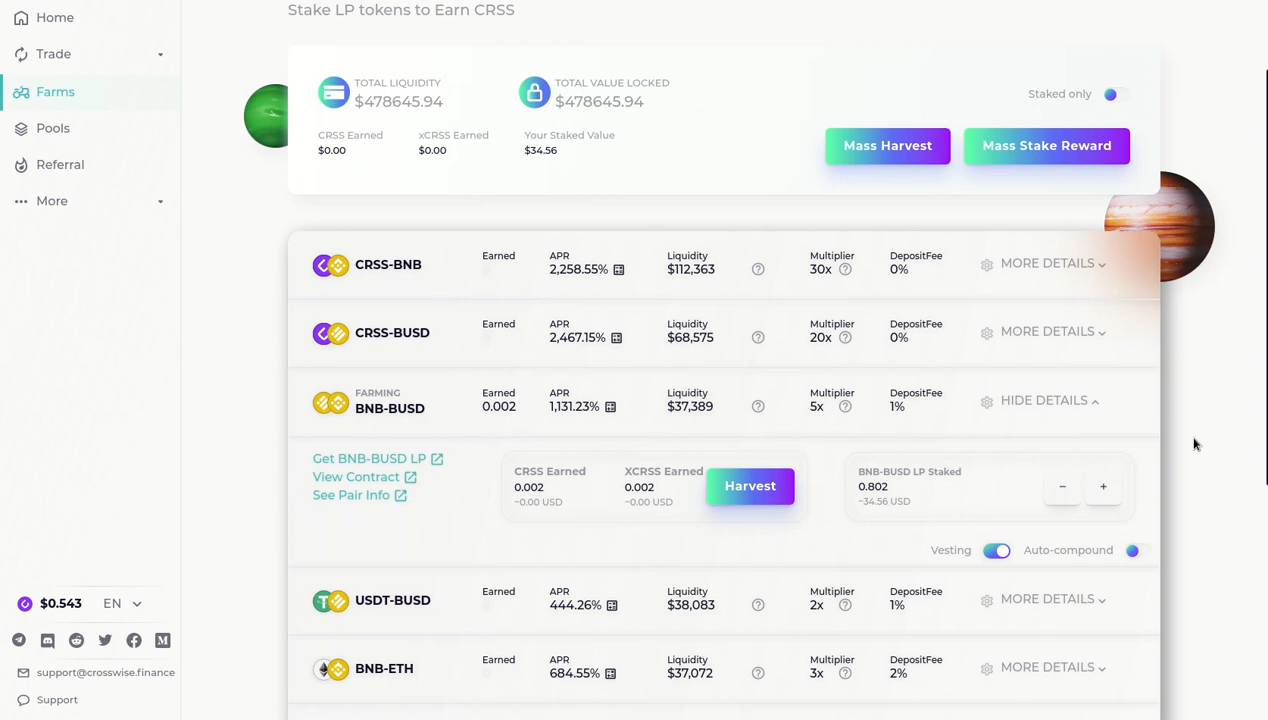 Home
Trade
Farms
Pools
Referral
More
$0.543 EN
support@crosswise.finance
Support
Stake LP tokens to Earn CRSS
TOTAL LIQUIDITY
$478645.94
TOTAL VALUE LOCKED
$478645.94
Staked only
CRSS Earned
$0.00
xCRSS Earned
$0.00
Your Staked Value
$34.56
Mass Harvest
Mass Stake Reward
CRSS-BNB
Earned
APR
2,258.55%
Liquidity
$112,363
Multiplier
30x
DepositFee
0%
MORE DETAILS
CRSS-BUSD
Earned
APR
2,467.15%
Liquidity
$68,575
Multiplier
20x
DepositFee
0%
MORE DETAILS
FARMING
BNB-BUSD
Earned
0.002
APR
1,131.23%
Liquidity
$37,389
Multiplier
5x
DepositFee
1%
HIDE DETAILS
Get BNB-BUSD LP
View Contract
See Pair Info
CRSS Earned
0.002
~0.00 USD
XCRSS Earned
0.002
~0.00 USD
Harvest
BNB-BUSD LP Staked
0.802
~34.56 USD
−
+
Vesting
Auto-compound
USDT-BUSD
Earned
APR
444.26%
Liquidity
$38,083
Multiplier
2x
DepositFee
1%
MORE DETAILS
BNB-ETH
Earned
APR
684.55%
Liquidity
$37,072
Multiplier
3x
DepositFee
2%
MORE DETAILS